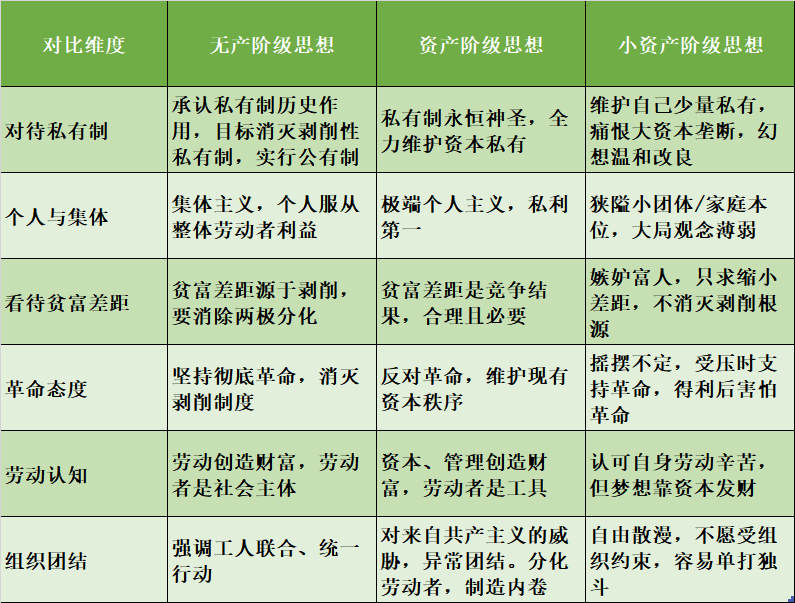 对比维度
无产阶级思想
资产阶级思想
小资产阶级思想
对待私有制
承认私有制历史作
用，目标消灭剥削性
私有制，实行公有制
私有制永恒神圣，全
力维护资本私有
维护自己少量私有，
痛恨大资本垄断，幻
想温和改良
个人与集体
集体主义，个人服从
整体劳动者利益
极端个人主义，私利
第一
狭隘小团体/家庭本
位，大局观念薄弱
看待贫富差距
贫富差距源于剥削，
要消除两极分化
贫富差距是竞争结
果，合理且必要
嫉妒富人，只求缩小
差距，不消灭剥削根
源
革命态度
坚持彻底革命，消灭
剥削制度
反对革命，维护现有
资本秩序
摇摆不定，受压时支
持革命，得利后害怕
革命
劳动认知
劳动创造财富，劳动
者是社会主体
资本、管理创造财
富，劳动者是工具
认可自身劳动辛苦，
但梦想靠资本发财
组织团结
强调工人联合、统一
行动
对来自共产主义的威
胁，异常团结。分化
劳动者，制造内卷
自由散漫，不愿受组
织约束，容易单打独
斗